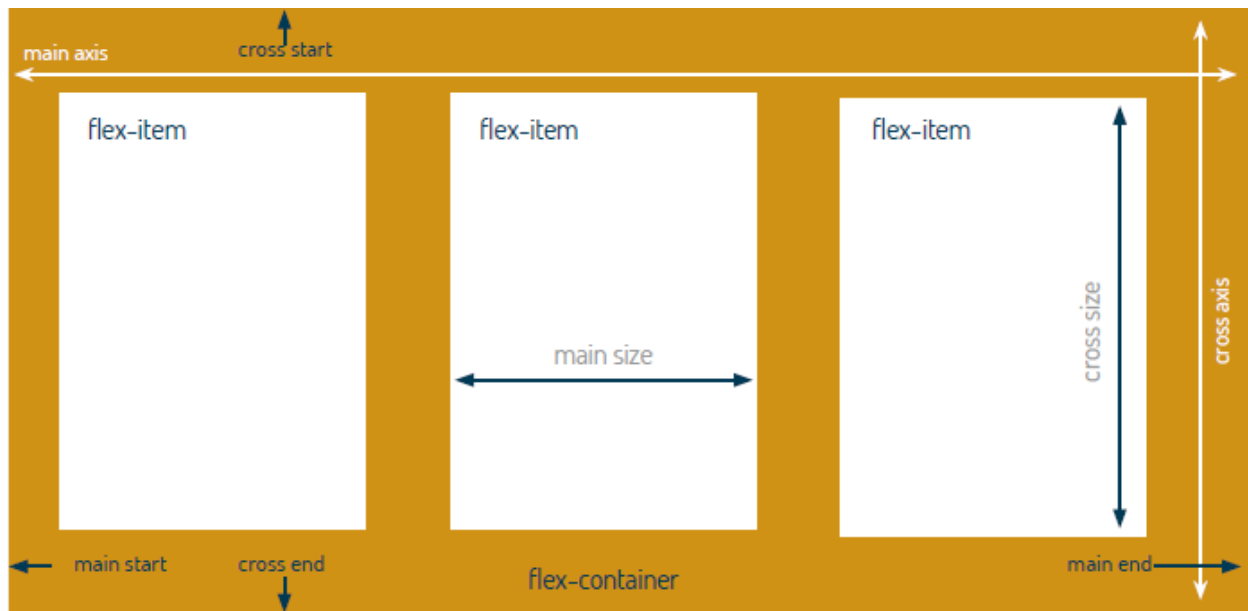 cross start
main axis
flex-item
flex-item
flex-item
cross size
cross axis
main size
main start
cross end
main end
flex-container